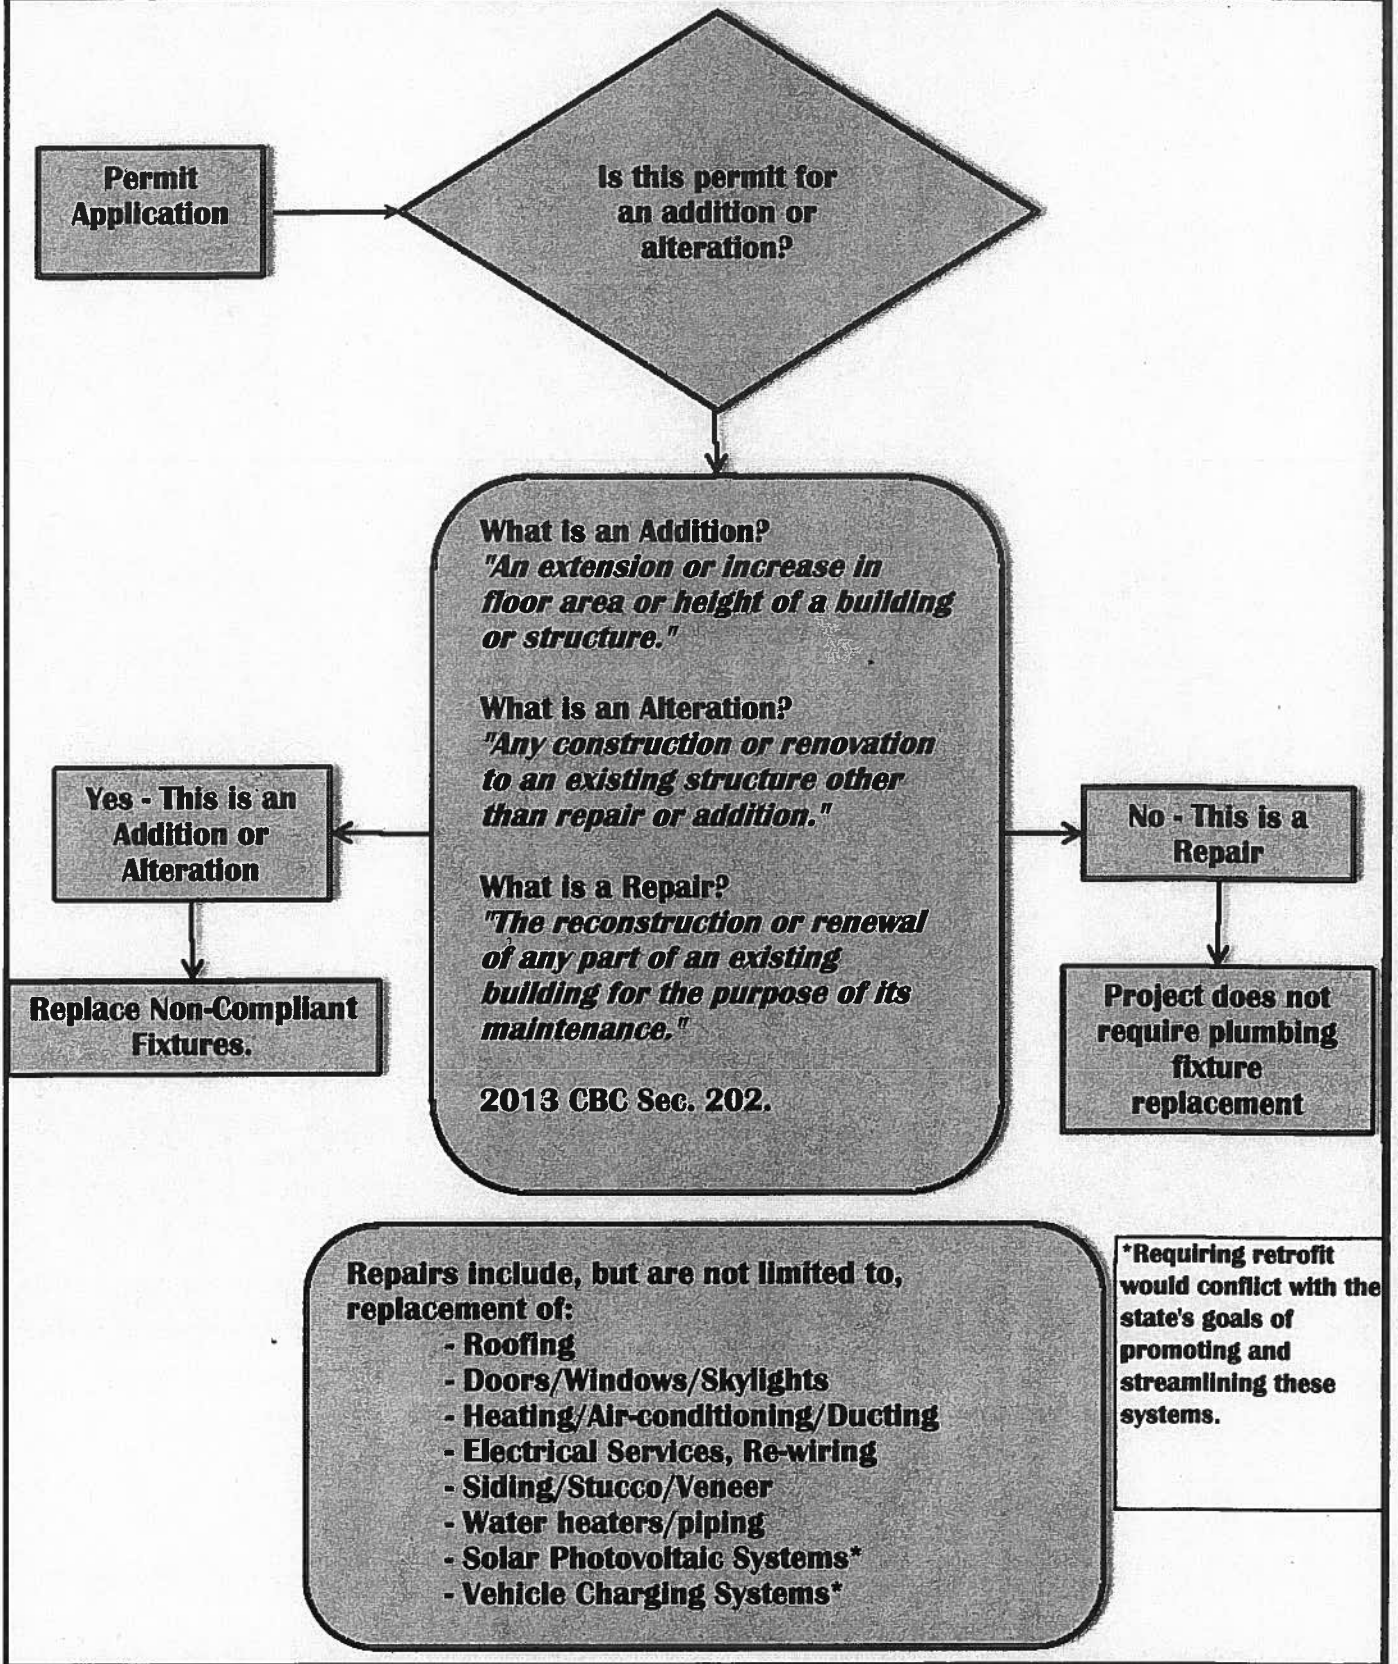 Permit
Application
Is this permit for
an addition or
alteration?
What is an Addition?
"An extension or increase in
floor area or height of a building
or structure."
What is an Alteration?
"Any construction or renovation
to an existing structure other
than repair or addition."
What is a Repair?
"The reconstruction or renewal
of any part of an existing
building for the purpose of its
maintenance."
2013 CBC Sec. 202.
Yes - This is an
Addition or
Alteration
Replace Non-Compliant
Fixtures.
No - This is a
Repair
Project does not
require plumbing
fixture
replacement
Repairs include, but are not limited to,
replacement of:
- Roofing
- Doors/Windows/Skylights
- Heating/Air-conditioning/Ducting
- Electrical Services, Re-wiring
- Siding/Stucco/Veneer
- Water heaters/piping
- Solar Photovoltaic Systems*
- Vehicle Charging Systems*
*Requiring retrofit
would conflict with the
state's goals of
promoting and
streamlining these
systems.